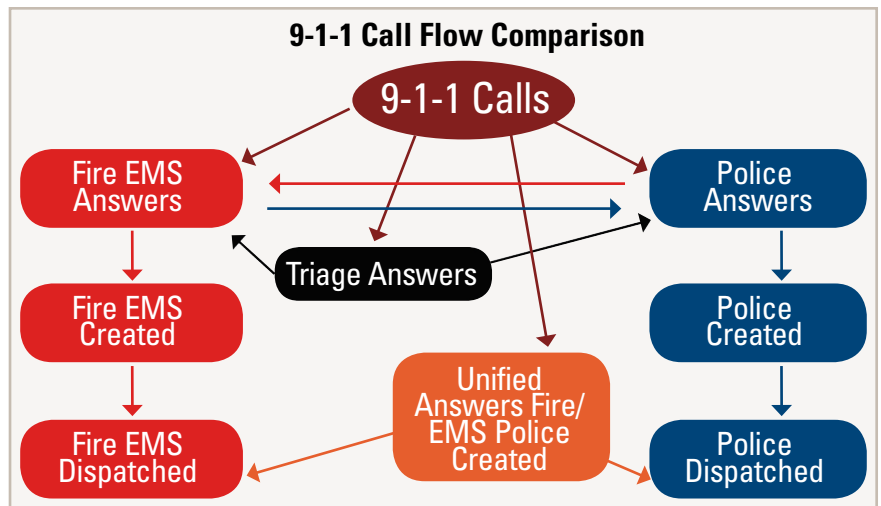 9-1-1 Call Flow Comparison
9-1-1 Calls
Fire EMS
Answers
Police
Answers
Triage Answers
Fire EMS
Created
Police
Created
Unified
Answers Fire/
EMS Police
Created
Fire EMS
Dispatched
Police
Dispatched